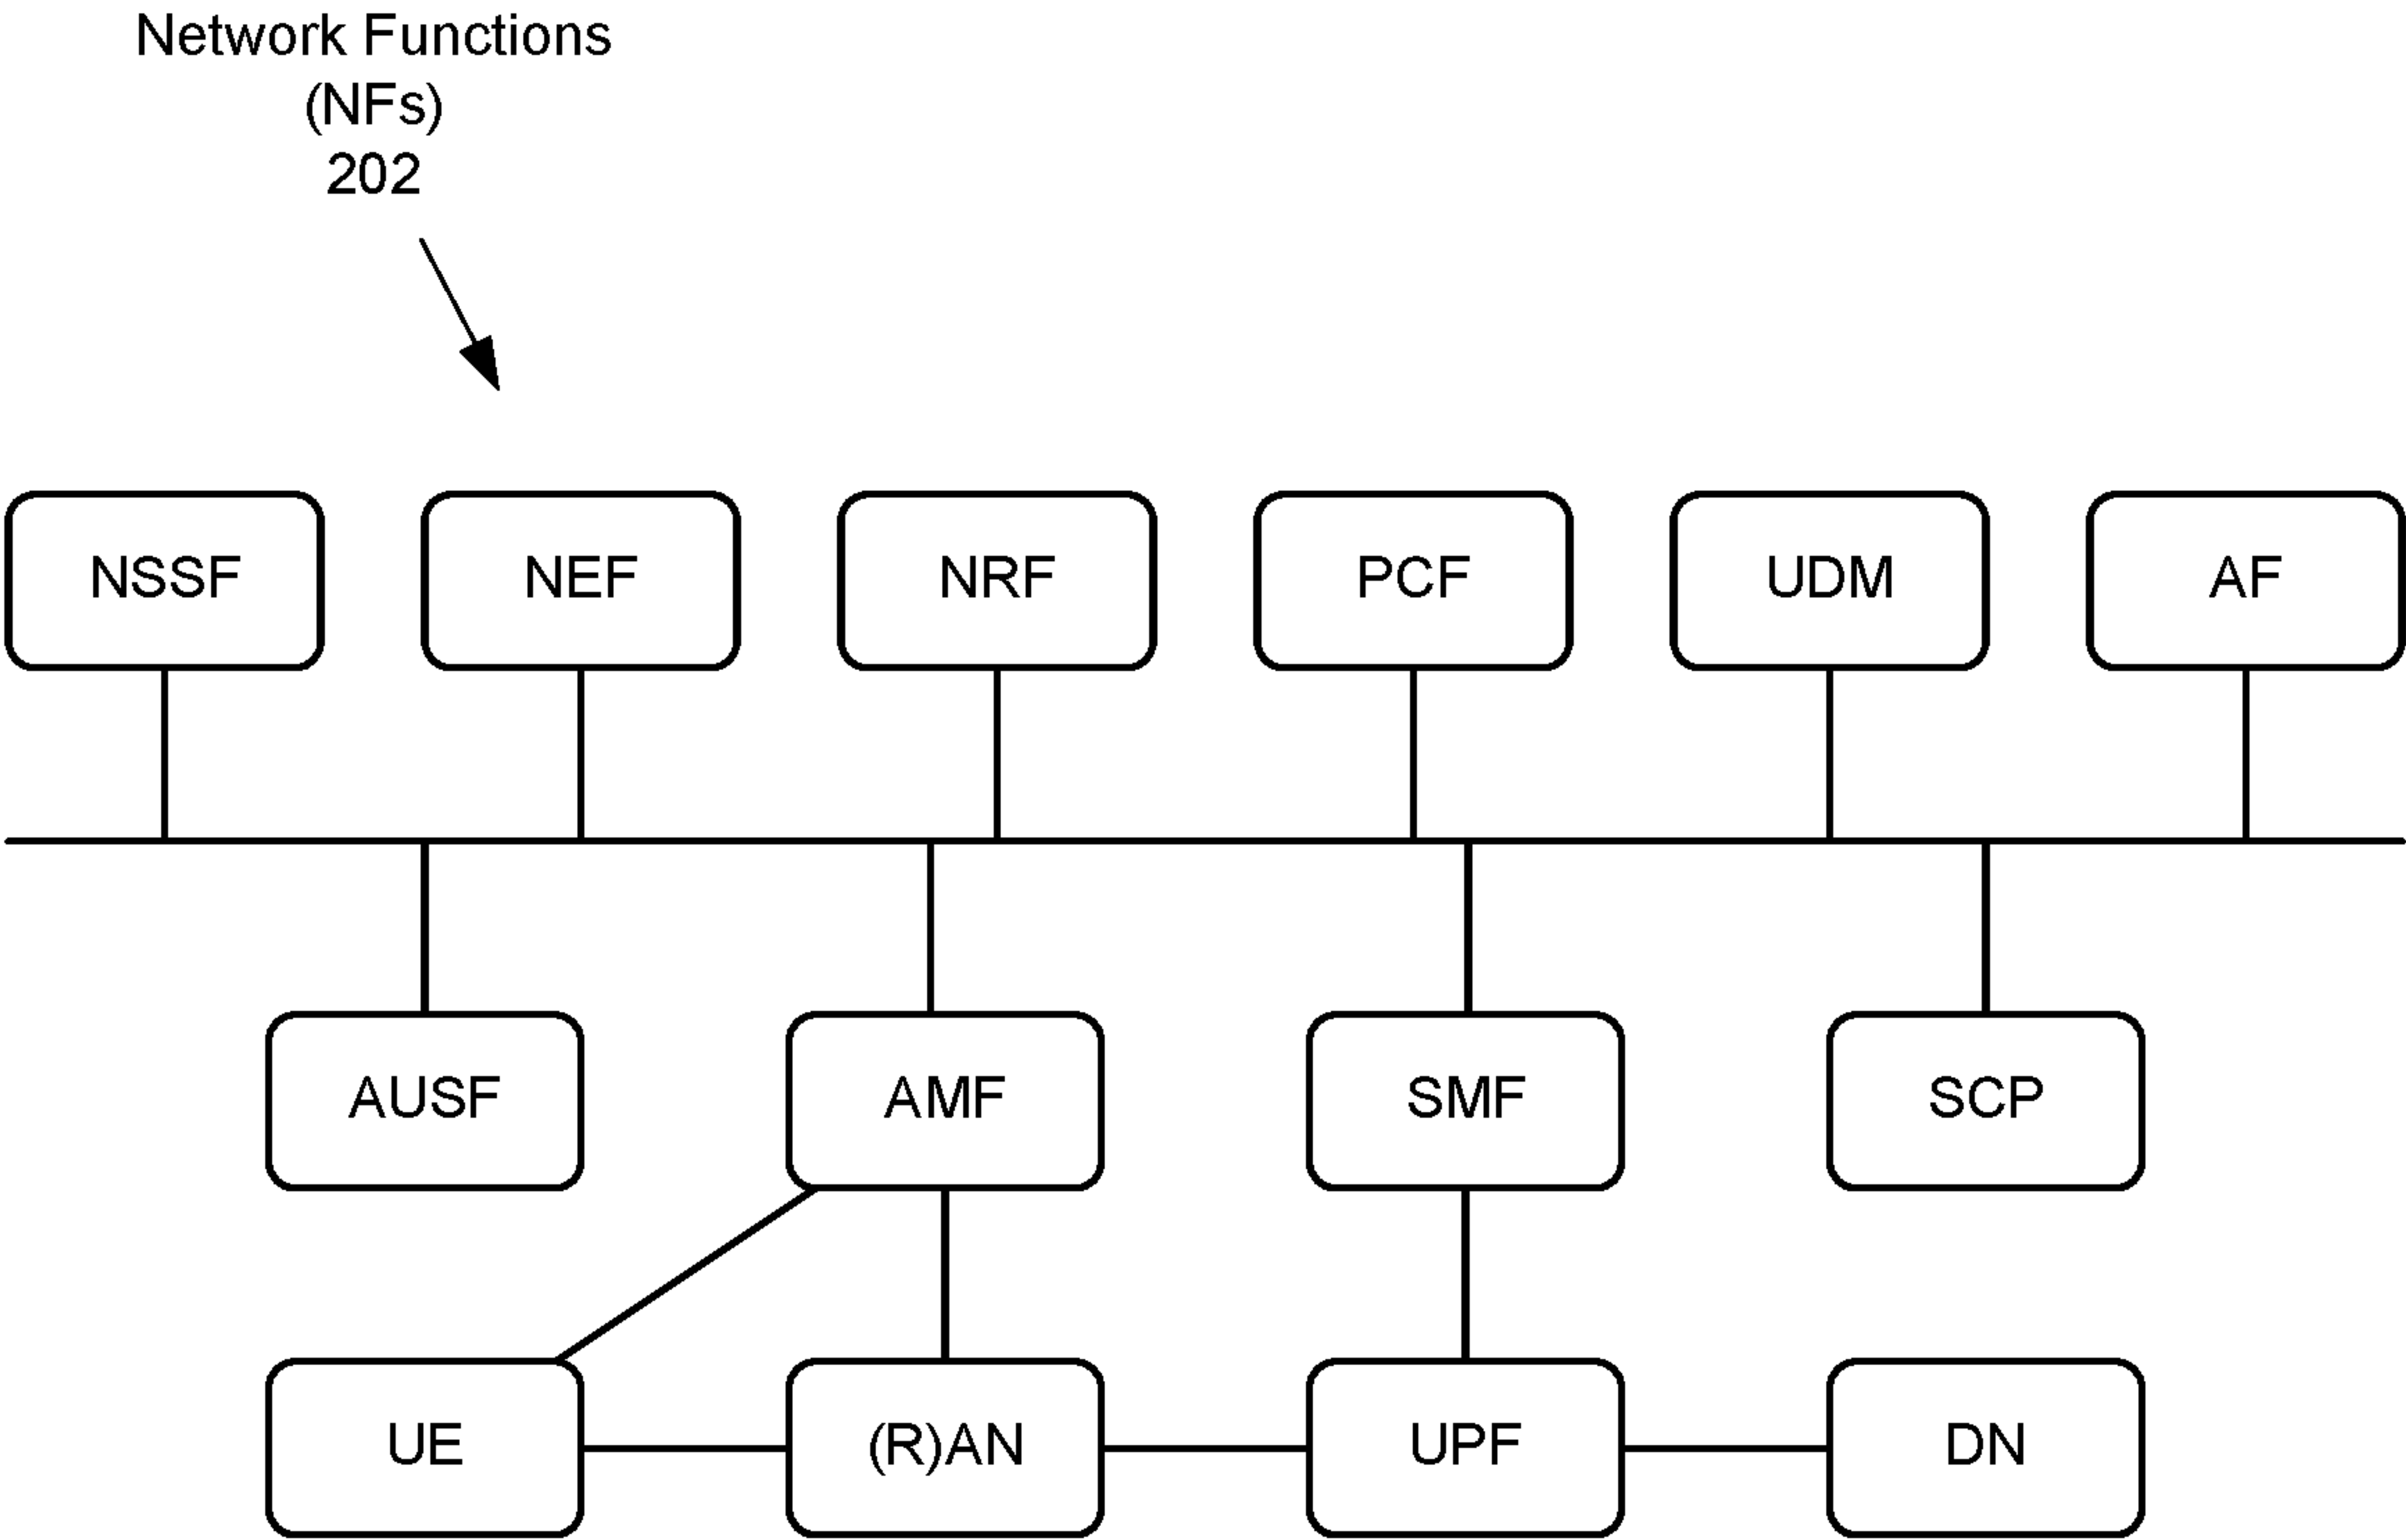 Network Functions
(NFs)
202
NSSF
NEF
NRF
PCF
UDM
AF
AUSF
AMF
SMF
SCP
UE
(R)AN
UPF
DN